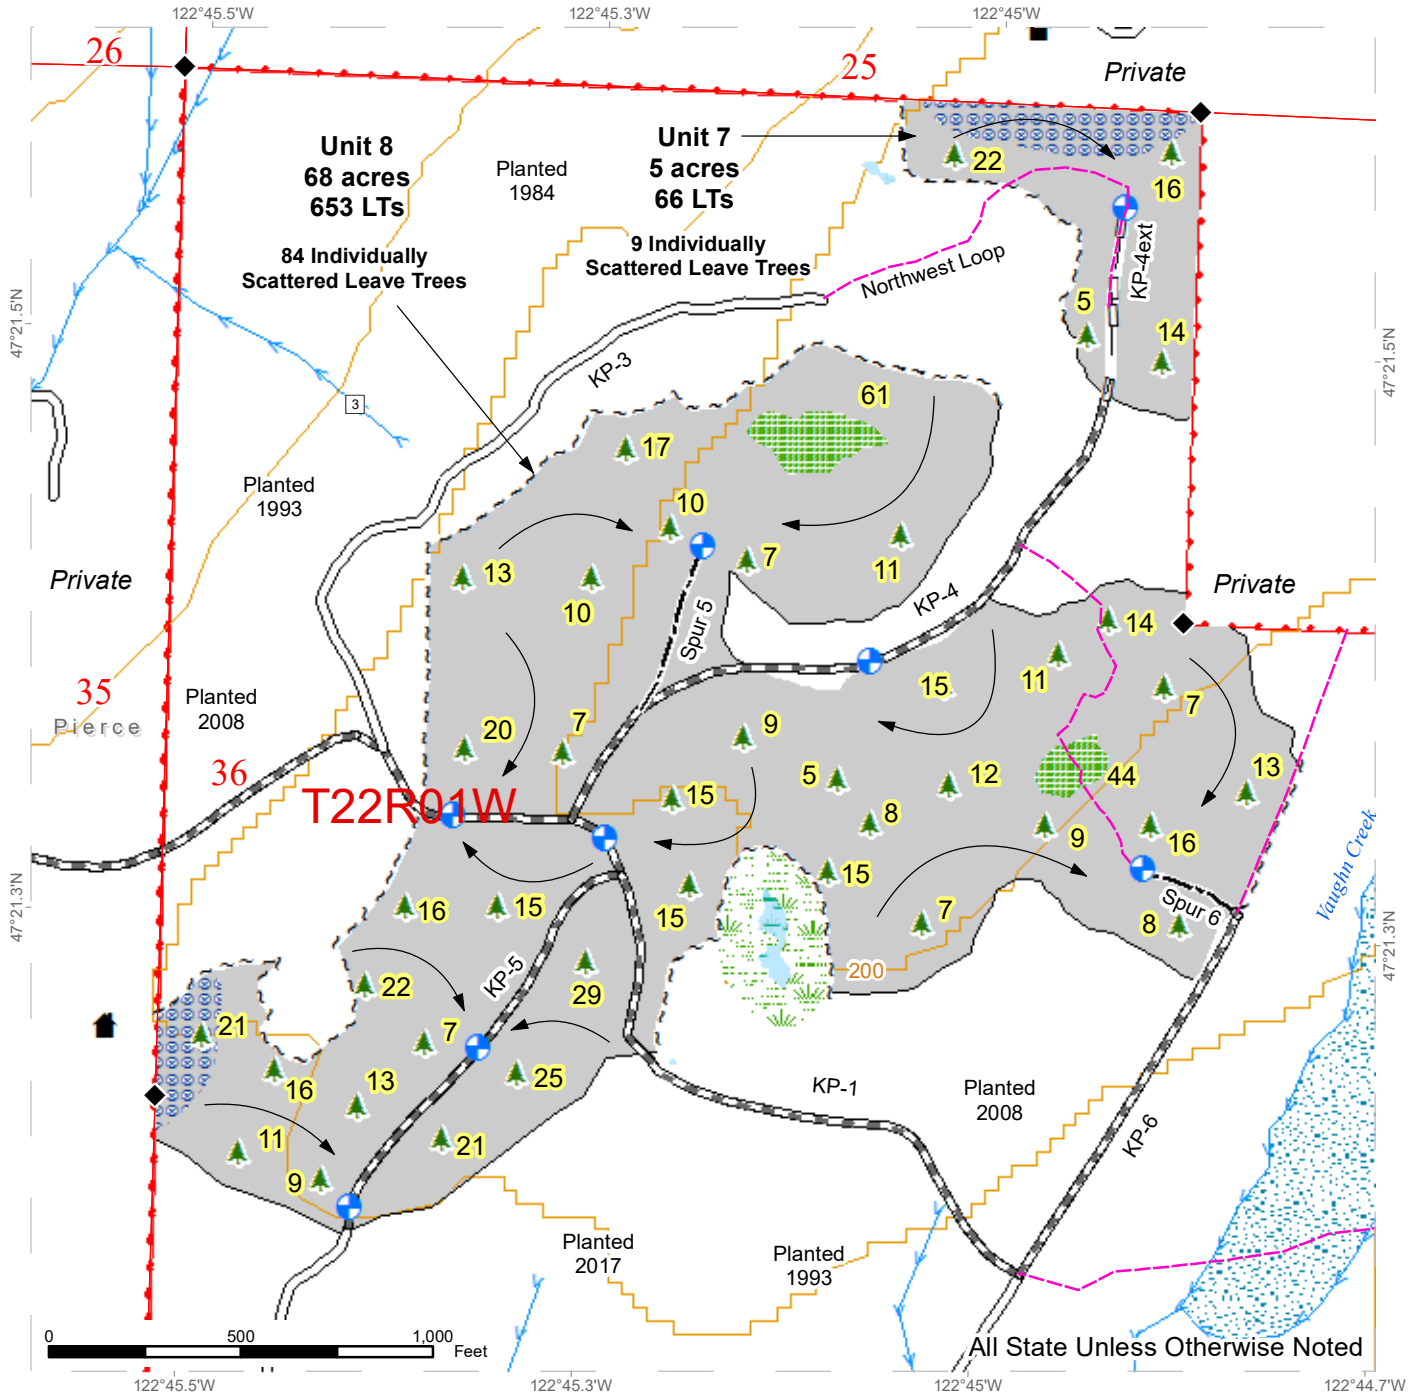 122°45.5'W
122°45.3'W
122°45'W
26
25
Private
Unit 8
68 acres
653 LTs
Planted
1984
Unit 7
5 acres
66 LTs
22
16
84 Individually
Scattered Leave Trees
9 Individually
Scattered Leave Trees
Northwest Loop
KP-4ext
47°21.5'N
47°21.5'N
5
14
KP-3
3
61
17
Planted
1993
10
13
10
7
11
Private
Private
KP-4
Spur 5
14
11
15
7
35
Planted
2008
Pierce
36
20
7
9
T22R01W
15
5
12
44
13
8
9
16
15
Vaughn Creek
47°21.3'N
47°21.3'N
16
15
15
7
8
Spur 6
200
KP-5
22
29
21
7
16
13
25
11
21
9
KP-1
Planted
2008
KP-6
Planted
2017
Planted
1993
0
500
1,000
Feet
All State Unless Otherwise Noted
122°45.5'W
122°45.3'W
122°45'W
122°44.7'W